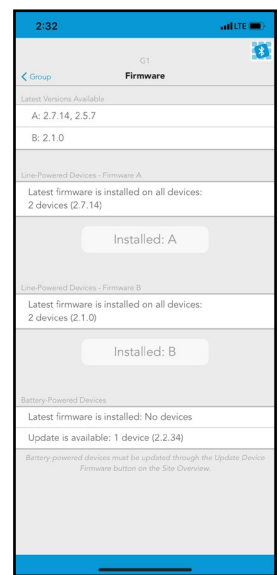 2:32
LTE
G1
Group
Firmware
Latest Versions Available
A: 2.7.14, 2.5.7
B: 2.1.0
Line-Powered Devices - Firmware A
Latest firmware is installed on all devices:
2 devices (2.7.14)
Installed: A
Line-Powered Devices - Firmware B
Latest firmware is installed on all devices:
2 devices (2.1.0)
Installed: B
Battery-Powered Devices
Latest firmware is installed: No devices
Update is available: 1 device (2.2.34)
Battery powered devices must be updated through the Update Device
Firmware button on the Site Overview.